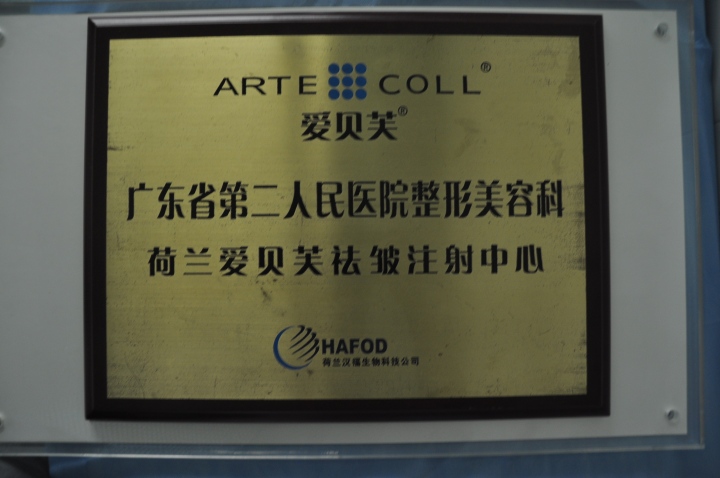 ARTE COLL®
爱贝芙®
广东省第二人民医院整形美容科
荷兰爱贝芙祛皱注射中心
HAFOD
荷兰汉福生物科技公司